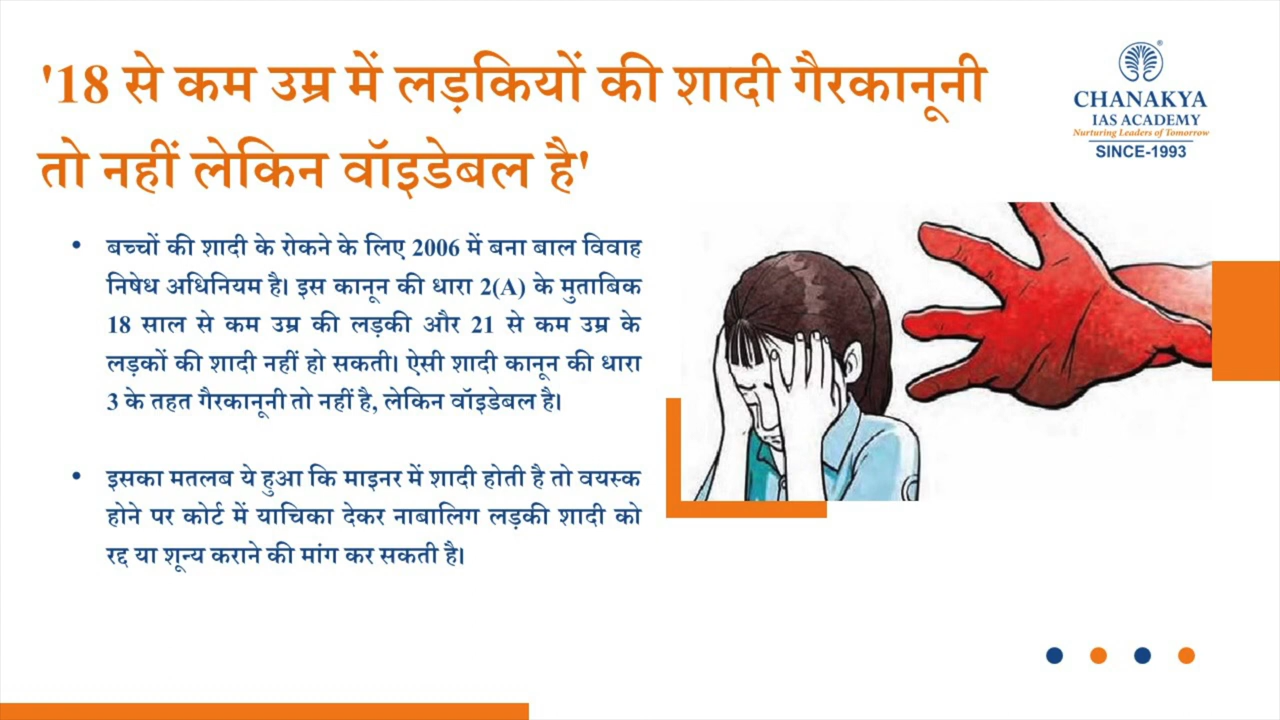 '18 से कम उम्र में लड़कियों की शादी गैरकानूनी
तो नहीं लेकिन वॉइडेबल है'
CHANAKYA
IAS ACADEMY
Nurturing Leaders of Tomorrow
SINCE-1993
• बच्चों की शादी के रोकने के लिए 2006 में बना बाल विवाह
निषेध अधिनियम है। इस कानून की धारा 2(A) के मुताबिक
18 साल से कम उम्र की लड़की और 21 से कम उम्र के
लड़कों की शादी नहीं हो सकती। ऐसी शादी कानून की धारा
3 के तहत गैरकानूनी तो नहीं है, लेकिन वॉइडेबल है।
• इसका मतलब ये हुआ कि माइनर में शादी होती है तो वयस्क
होने पर कोर्ट में याचिका देकर नाबालिग लड़की शादी को
रद्द या शून्य कराने की मांग कर सकती है।